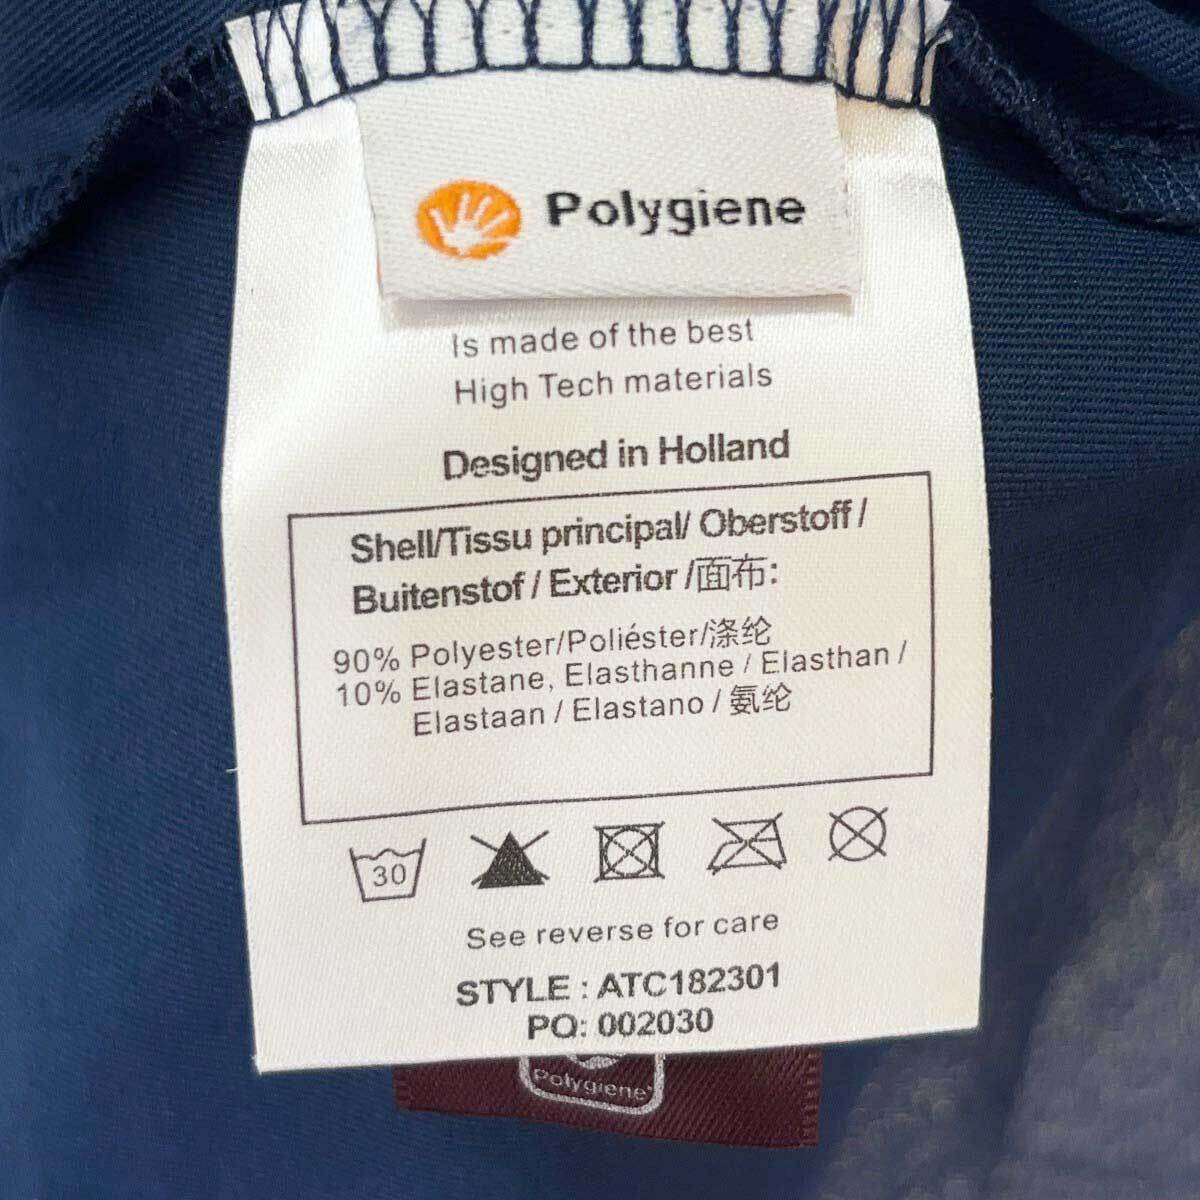 Polygiene
Is made of the best
High Tech materials
Designed in Holland
Shell/Tissu principal/ Oberstoff /
Buitenstof / Exterior /面布:
90% Polyester/Poliéster/涤纶
10% Elastane, Elasthanne / Elasthan /
Elastaan / Elastano / 氨纶
30
See reverse for care
STYLE : ATC182301
PO: 002030
Polygiene